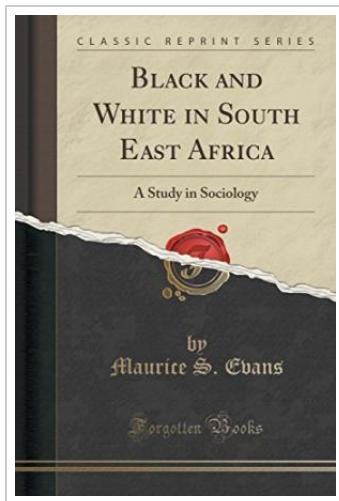 CLASSIC REPRINT SERIES
BLACK AND
WHITE IN SOUTH
EAST AFRICA
A Study in Sociology
by
Maurice S. Evans
Forgotten Books